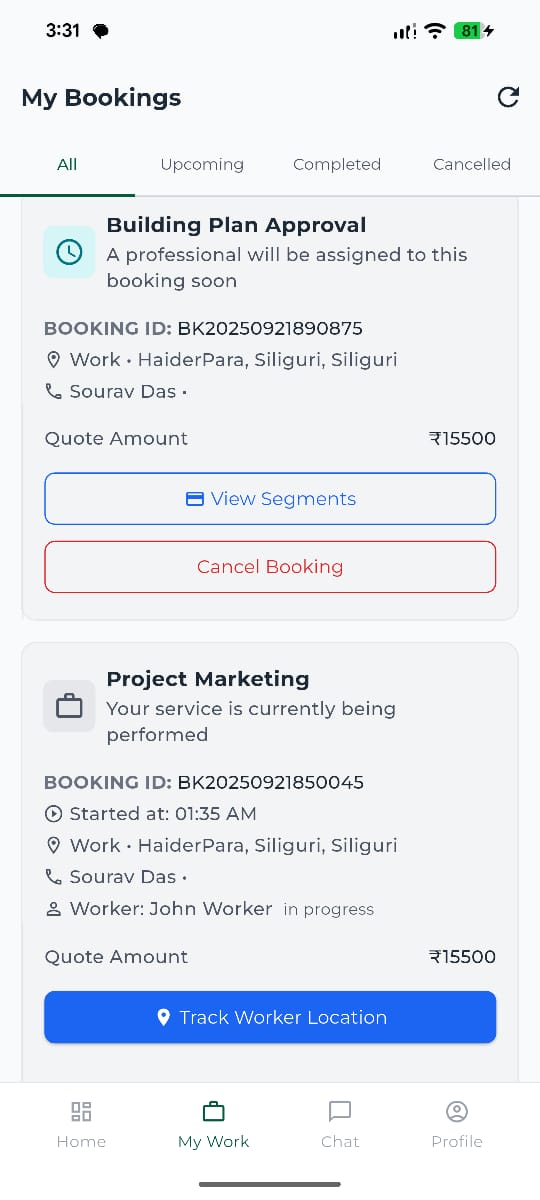 3:31
81
My Bookings
All Upcoming Completed Cancelled
Building Plan Approval
A professional will be assigned to this
booking soon
BOOKING ID: BK20250921890875
Work • HaiderPara, Siliguri, Siliguri
Sourav Das •
Quote Amount ₹15500
View Segments
Cancel Booking
Project Marketing
Your service is currently being
performed
BOOKING ID: BK20250921850045
Started at: 01:35 AM
Work • HaiderPara, Siliguri, Siliguri
Sourav Das •
Worker: John Worker in progress
Quote Amount ₹15500
Track Worker Location
Home My Work Chat Profile